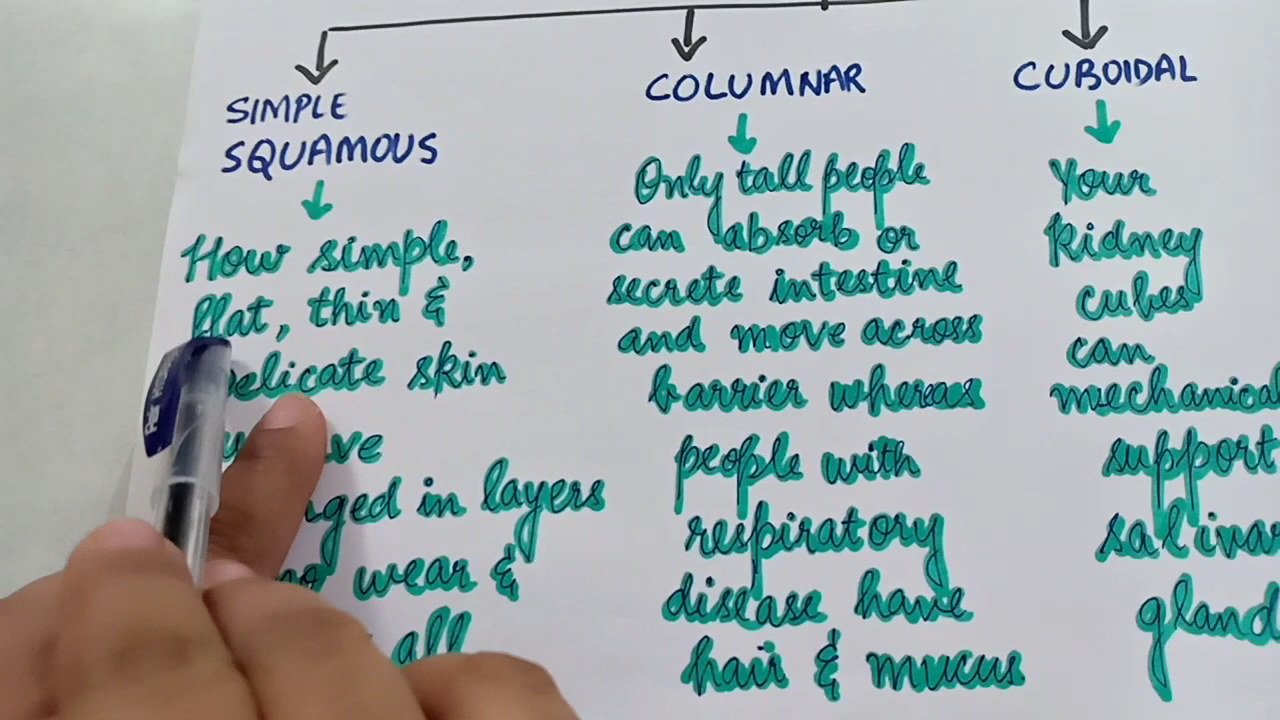 SIMPLE
SQUAMOUS
How simple,
flat, thin &
delicate skin
in layers
wear &
all
COLUMNAR
Only tall people
can absorb or
secrete intestine
and move across
barrier whereas
people with
respiratory
disease have
hair & mucus
CUBOIDAL
Your
kidney
cubes
can
mechanical
support
gland